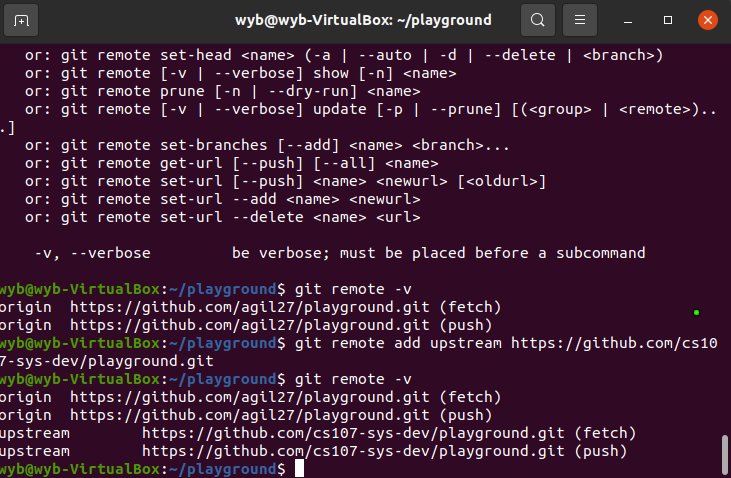 wyb@wyb-VirtualBox: ~/playground
or: git remote set-head <name> (-a | --auto | -d | --delete | <branch>)
or: git remote [-v | --verbose] show [-n] <name>
or: git remote prune [-n | --dry-run] <name>
or: git remote [-v | --verbose] update [-p | --prune] [(<group> | <remote>)..
.]
or: git remote set-branches [--add] <name> <branch>...
or: git remote get-url [--push] [--all] <name>
or: git remote set-url [--push] <name> <newurl> [<oldurl>]
or: git remote set-url --add <name> <newurl>
or: git remote set-url --delete <name> <url>
-v, --verbose         be verbose; must be placed before a subcommand
wyb@wyb-VirtualBox:~/playground$ git remote -v
origin  https://github.com/agil27/playground.git (fetch)
origin  https://github.com/agil27/playground.git (push)
wyb@wyb-VirtualBox:~/playground$ git remote add upstream https://github.com/cs10
7-sys-dev/playground.git
wyb@wyb-VirtualBox:~/playground$ git remote -v
origin  https://github.com/agil27/playground.git (fetch)
origin  https://github.com/agil27/playground.git (push)
upstream        https://github.com/cs107-sys-dev/playground.git (fetch)
upstream        https://github.com/cs107-sys-dev/playground.git (push)
wyb@wyb-VirtualBox:~/playground$